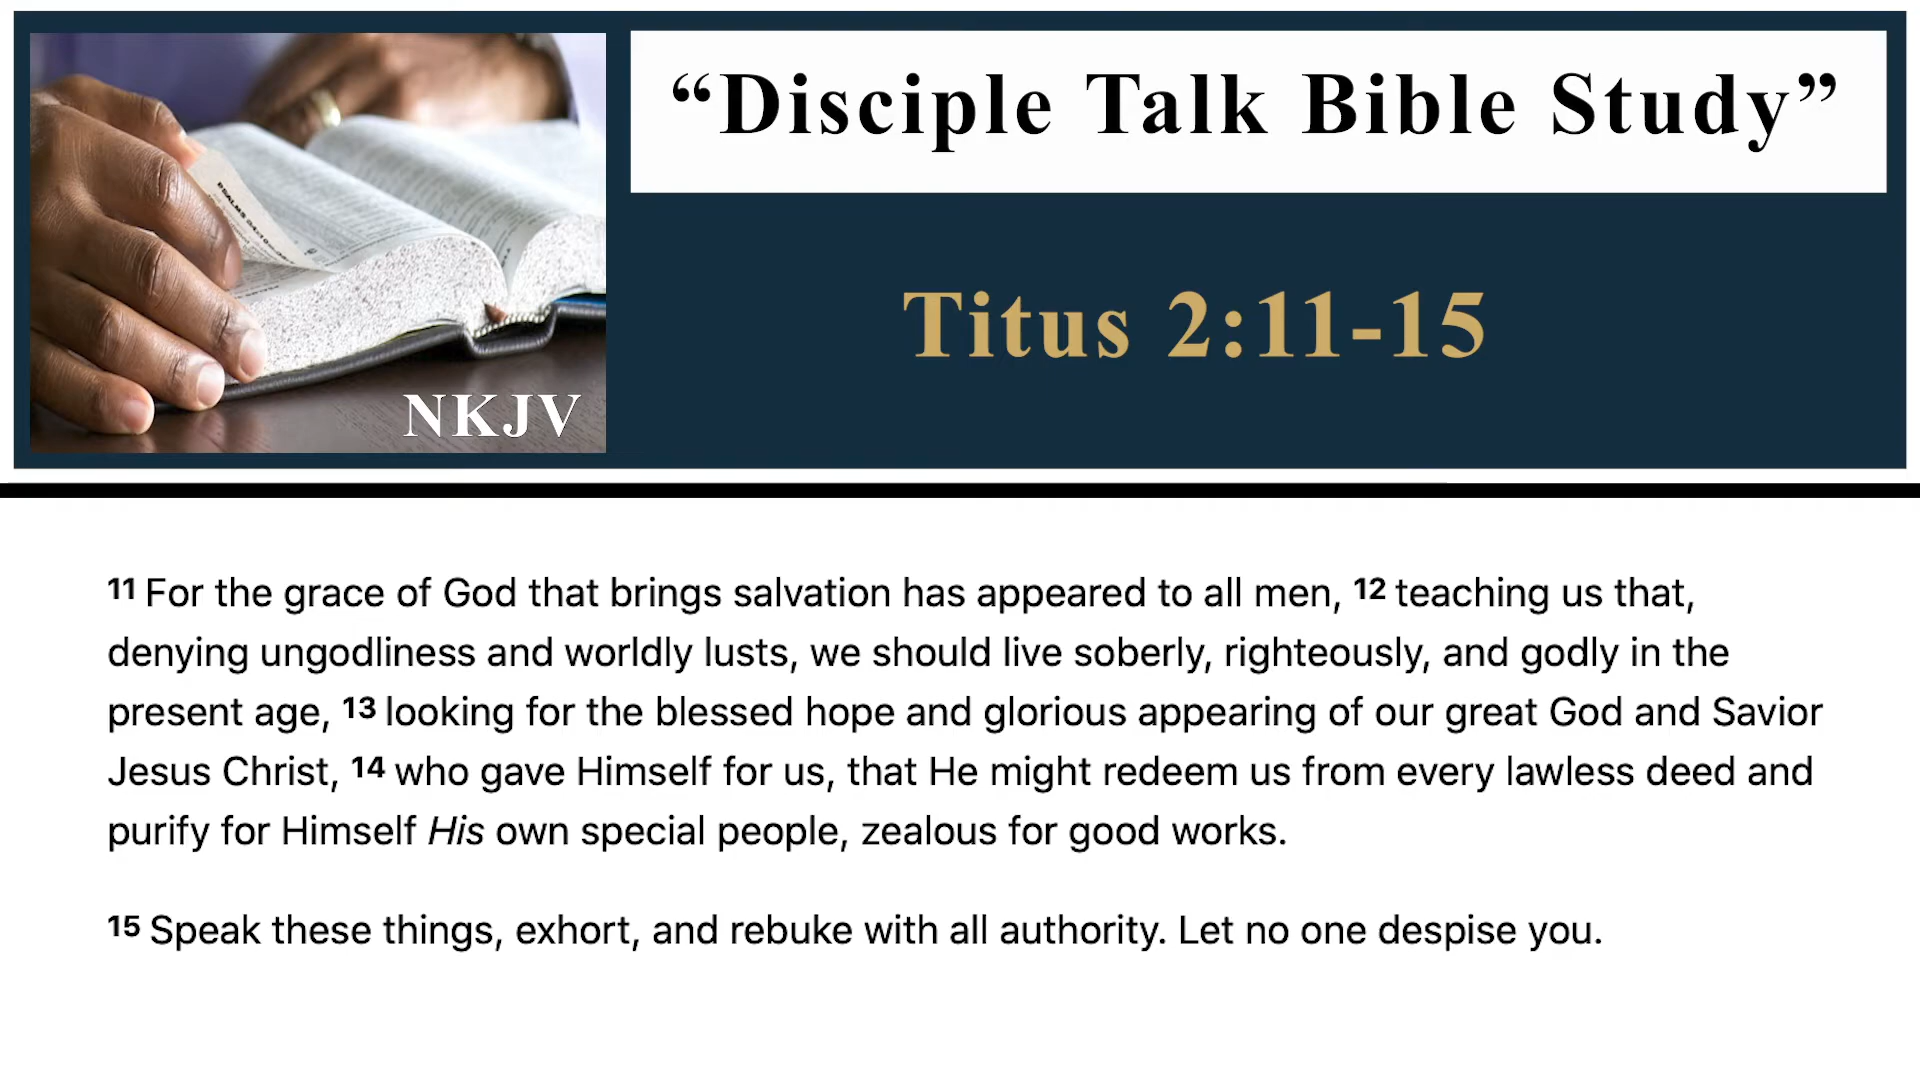 “Disciple Talk Bible Study”
Titus 2:11-15
NKJV
11 For the grace of God that brings salvation has appeared to all men, 12 teaching us that,
denying ungodliness and worldly lusts, we should live soberly, righteously, and godly in the
present age, 13 looking for the blessed hope and glorious appearing of our great God and Savior
Jesus Christ, 14 who gave Himself for us, that He might redeem us from every lawless deed and
purify for Himself His own special people, zealous for good works.
15 Speak these things, exhort, and rebuke with all authority. Let no one despise you.